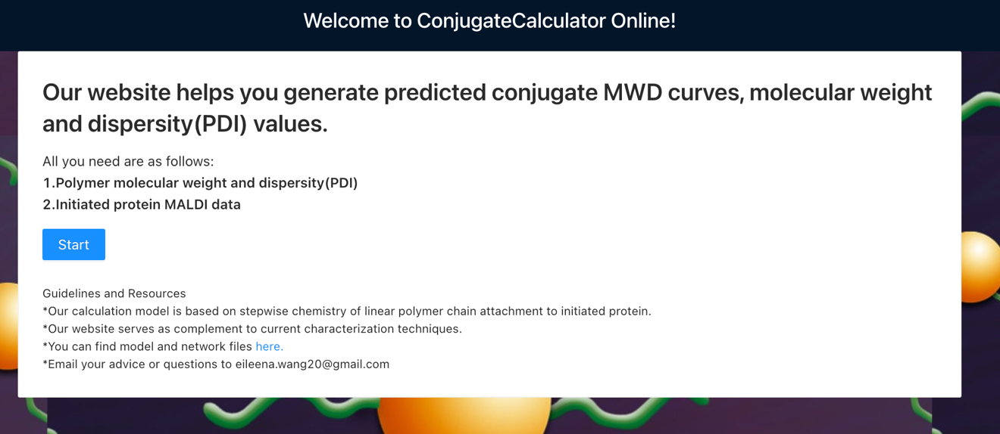 Welcome to ConjugateCalculator Online!
Our website helps you generate predicted conjugate MWD curves, molecular weight
and dispersity(PDI) values.
All you need are as follows:
1.Polymer molecular weight and dispersity(PDI)
2.Initiated protein MALDI data
Start
Guidelines and Resources
*Our calculation model is based on stepwise chemistry of linear polymer chain attachment to initiated protein.
*Our website serves as complement to current characterization techniques.
*You can find model and network files here.
*Email your advice or questions to eileena.wang20@gmail.com